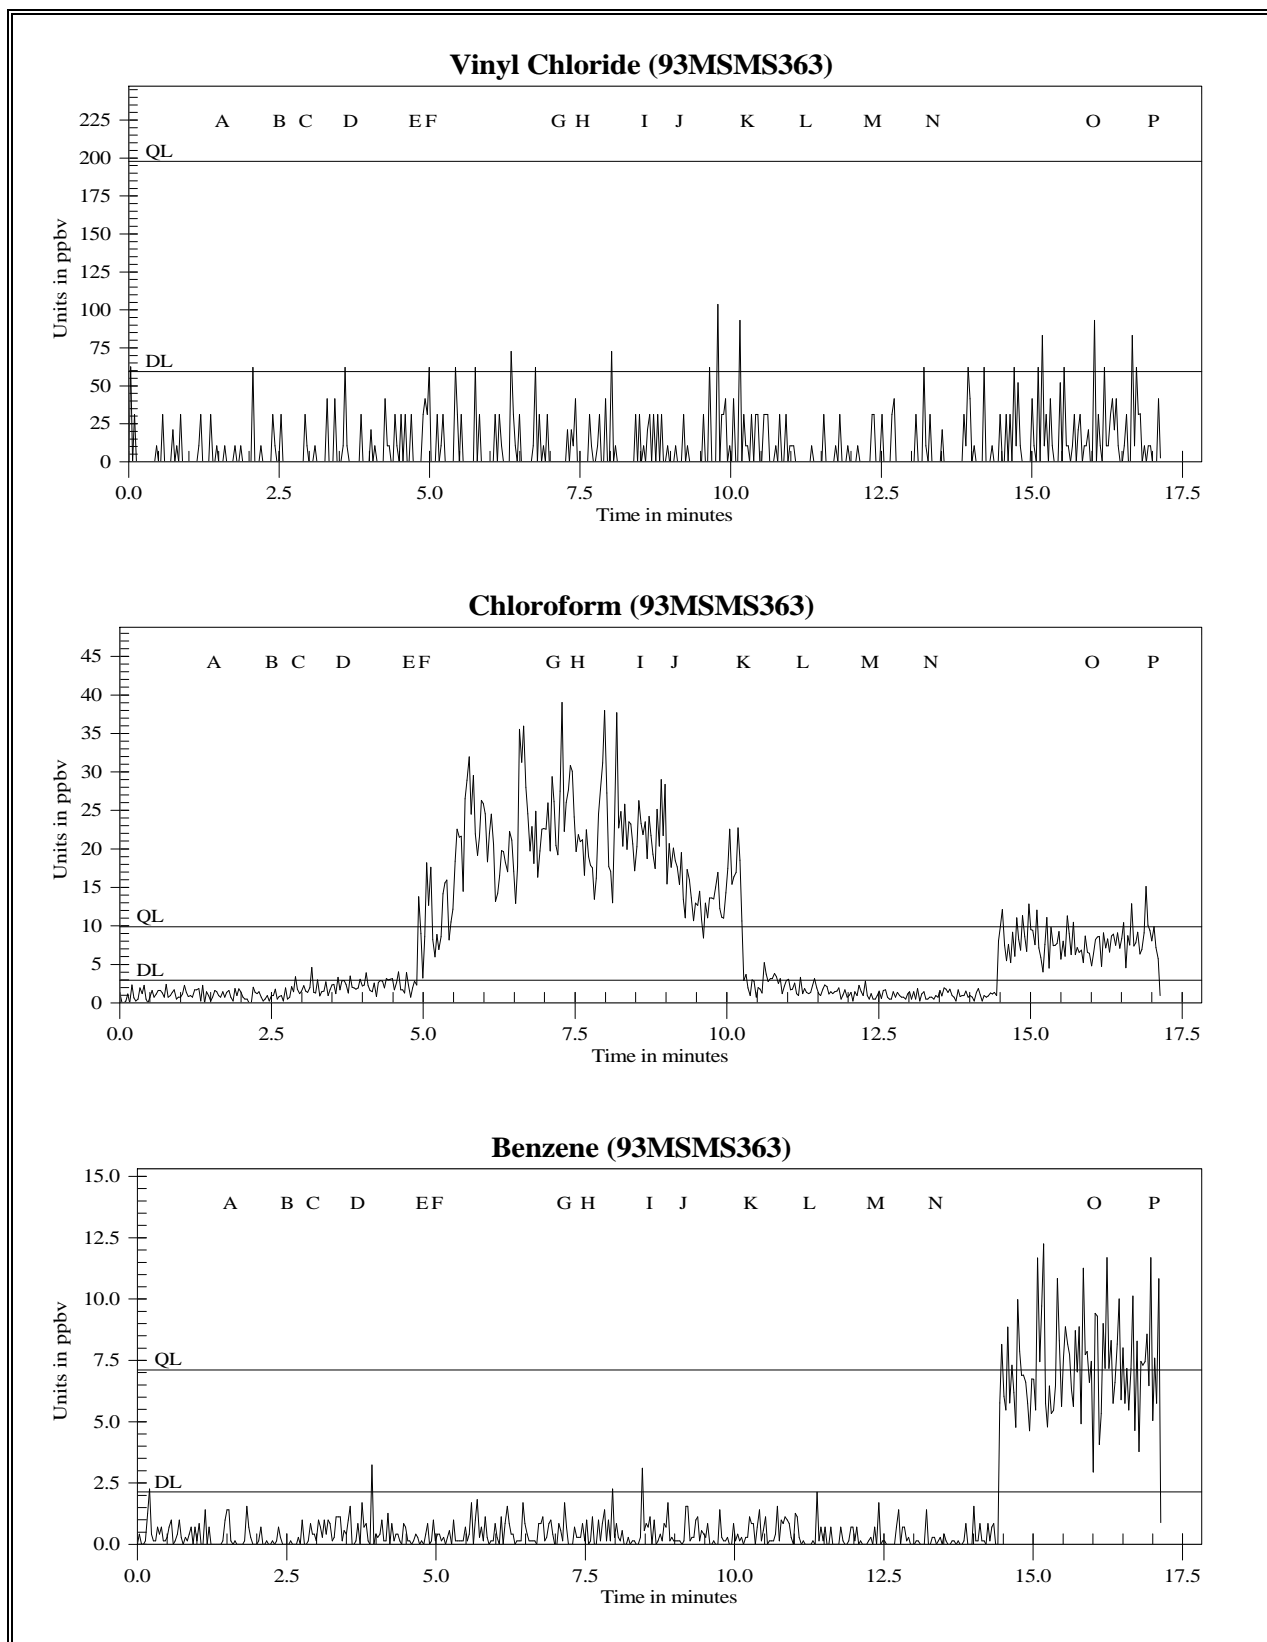 Vinyl Chloride (93MSMS363)
225
A B C D E F G H I J K L M N O P
QL
200
175
150
125
100
75
DL
50
25
0
Units in ppbv
0.0 2.5 5.0 7.5 10.0 12.5 15.0 17.5
Time in minutes
Chloroform (93MSMS363)
45
A B C D E F G H I J K L M N O P
40
35
30
25
20
15
QL
10
DL
5
0
Units in ppbv
0.0 2.5 5.0 7.5 10.0 12.5 15.0 17.5
Time in minutes
Benzene (93MSMS363)
15.0
A B C D E F G H I J K L M N O P
12.5
10.0
QL
7.5
5.0
DL
2.5
0.0
Units in ppbv
0.0 2.5 5.0 7.5 10.0 12.5 15.0 17.5
Time in minutes